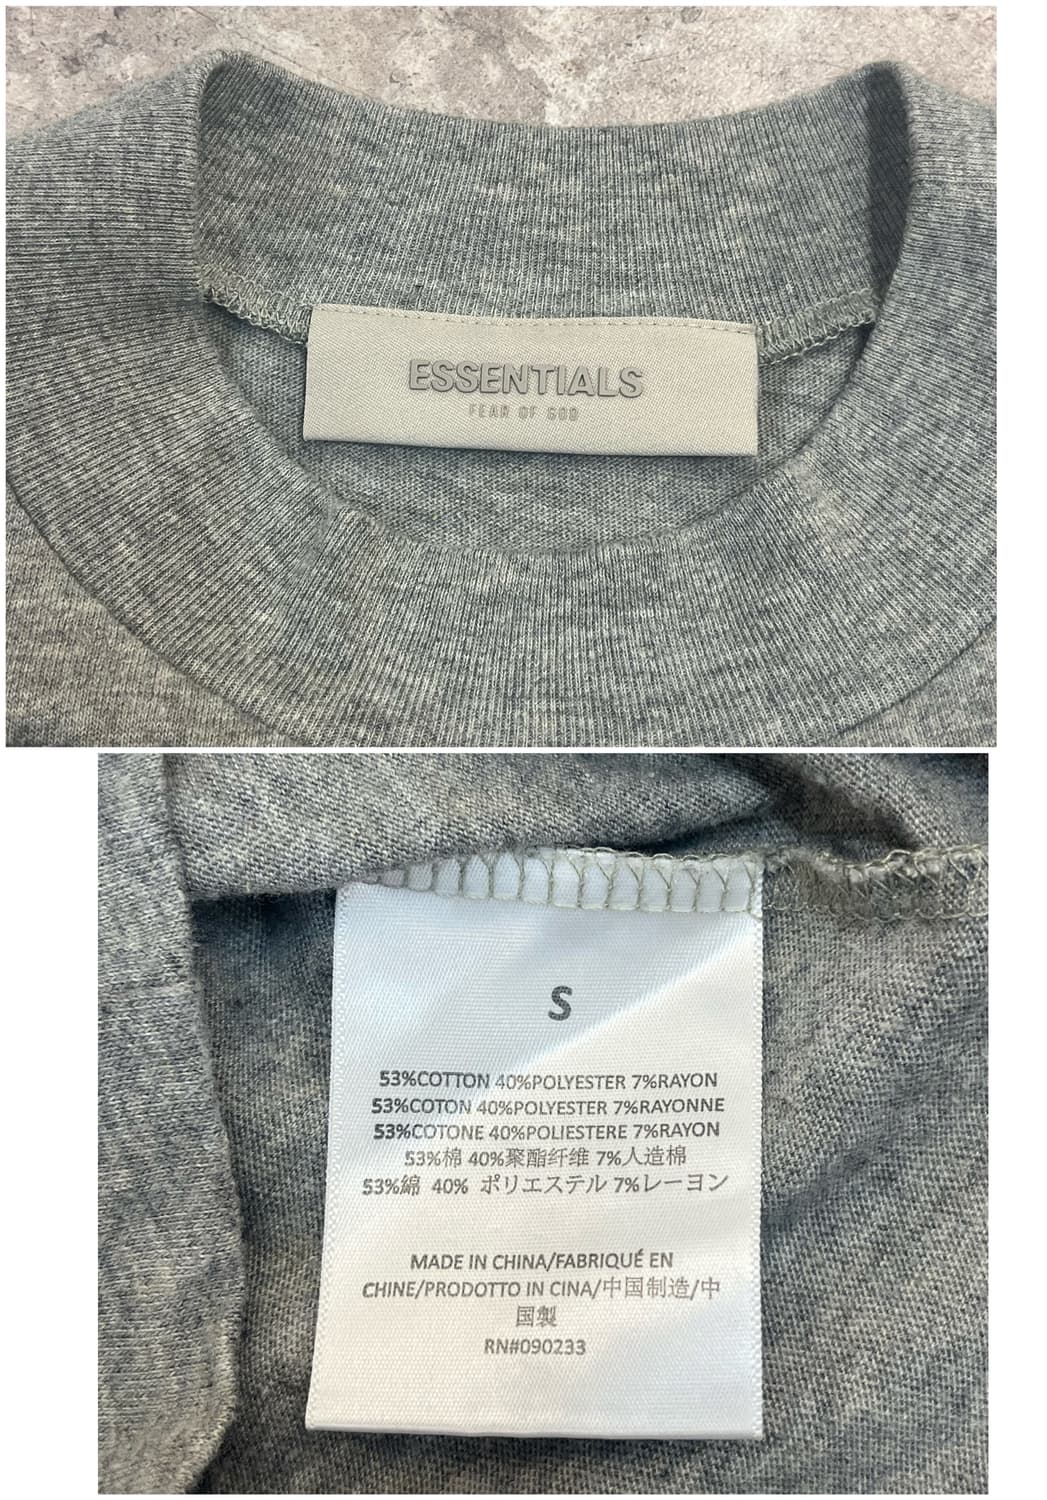 ESSENTIALS
FEAR OF GOD
S
53%COTTON 40%POLYESTER 7%RAYON
53%COTON 40%POLYESTER 7%RAYONNE
53%COTONE 40%POLIESTERE 7%RAYON
53%棉 40%聚酯纤维 7%人造棉
53%綿 40% ポリエステル 7%レーヨン
MADE IN CHINA/FABRIQUÉ EN
CHINE/PRODOTTO IN CINA/中国制造/中
国製
RN#090233